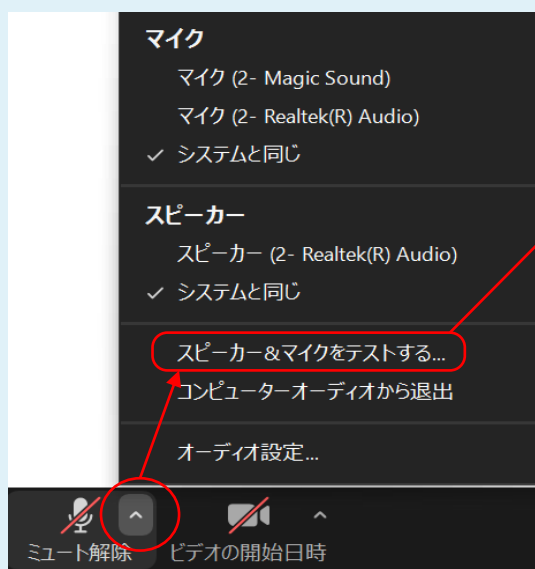 マイク
マイク (2- Magic Sound)
マイク (2- Realtek(R) Audio)
システムと同じ
スピーカー
スピーカー (2- Realtek(R) Audio)
システムと同じ
スピーカー&マイクをテストする...
コンピューターオーディオから退出
オーディオ設定...
ミュート解除 ビデオの開始日時